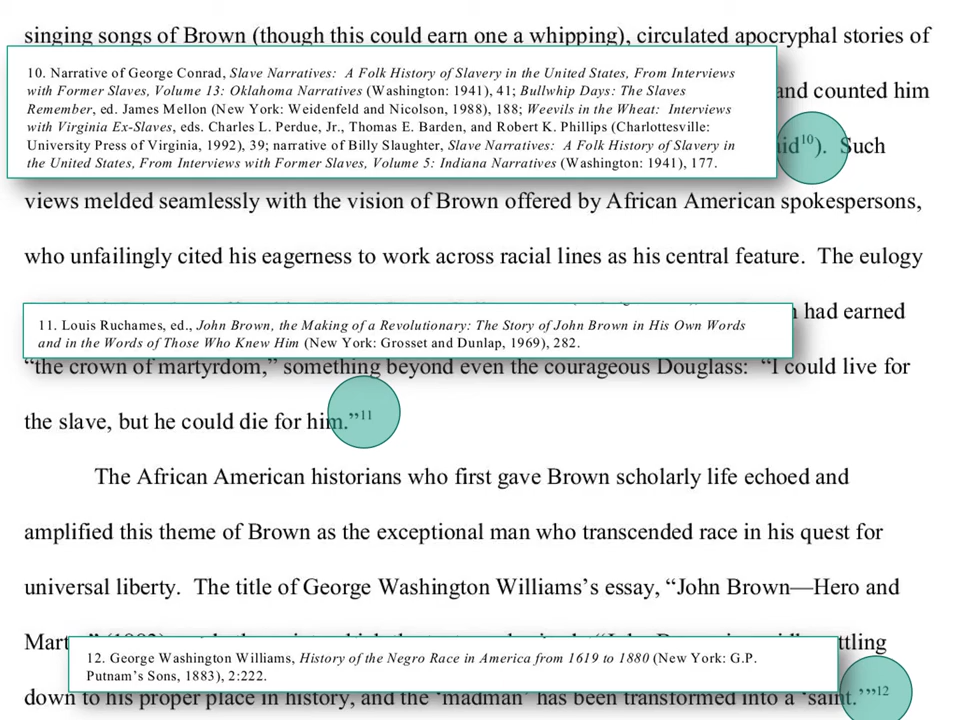 singing songs of Brown (though this could earn one a whipping), circulated apocryphal stories of
10. Narrative of George Conrad, Slave Narratives: A Folk History of Slavery in the United States, From Interviews
with Former Slaves, Volume 13: Oklahoma Narratives (Washington: 1941), 41; Bullwhip Days: The Slaves
Remember, ed. James Mellon (New York: Weidenfeld and Nicolson, 1988), 188; Weevils in the Wheat: Interviews
with Virginia Ex-Slaves, eds. Charles L. Perdue, Jr., Thomas E. Barden, and Robert K. Phillips (Charlottesville:
University Press of Virginia, 1992), 39; narrative of Billy Slaughter, Slave Narratives: A Folk History of Slavery in
the United States, From Interviews with Former Slaves, Volume 5: Indiana Narratives (Washington: 1941), 177.
and counted him
id¹⁰). Such
views melded seamlessly with the vision of Brown offered by African American spokespersons,
who unfailingly cited his eagerness to work across racial lines as his central feature. The eulogy
had earned
11. Louis Ruchames, ed., John Brown, the Making of a Revolutionary: The Story of John Brown in His Own Words
and in the Words of Those Who Knew Him (New York: Grosset and Dunlap, 1969), 282.
“the crown of martyrdom,” something beyond even the courageous Douglass: “I could live for
the slave, but he could die for him.”¹¹
The African American historians who first gave Brown scholarly life echoed and
amplified this theme of Brown as the exceptional man who transcended race in his quest for
universal liberty. The title of George Washington Williams’s essay, “John Brown—Hero and
Mart
ttling
12. George Washington Williams, History of the Negro Race in America from 1619 to 1880 (New York: G.P.
Putnam’s Sons, 1883), 2:222.
down to his proper place in history, and the ‘madman’ has been transformed into a ‘saint.’”¹²